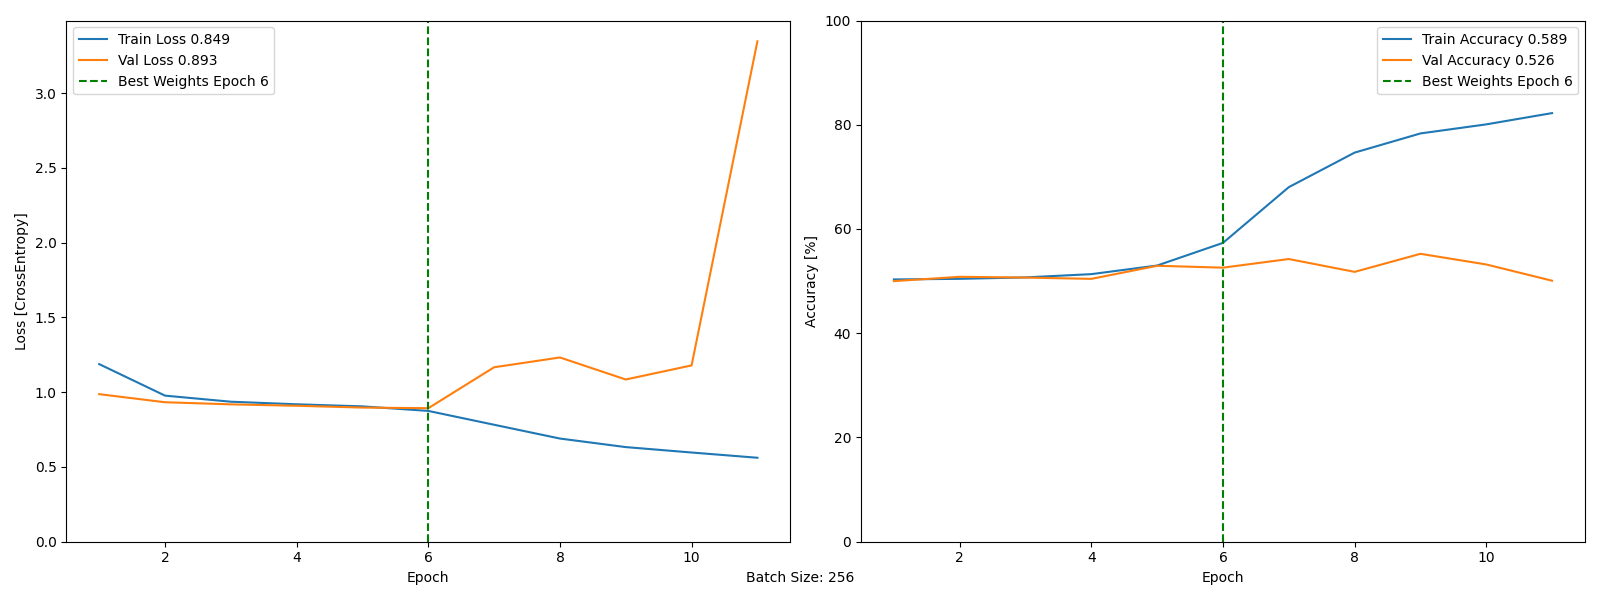 Train Loss 0.849
Val Loss 0.893
Best Weights Epoch 6
Loss [CrossEntropy]
3.0
2.5
2.0
1.5
1.0
0.5
0.0
2
4
6
8
10
Epoch
Train Accuracy 0.589
Val Accuracy 0.526
Best Weights Epoch 6
Accuracy [%]
100
80
60
40
20
0
2
4
6
8
10
Epoch
Batch Size: 256